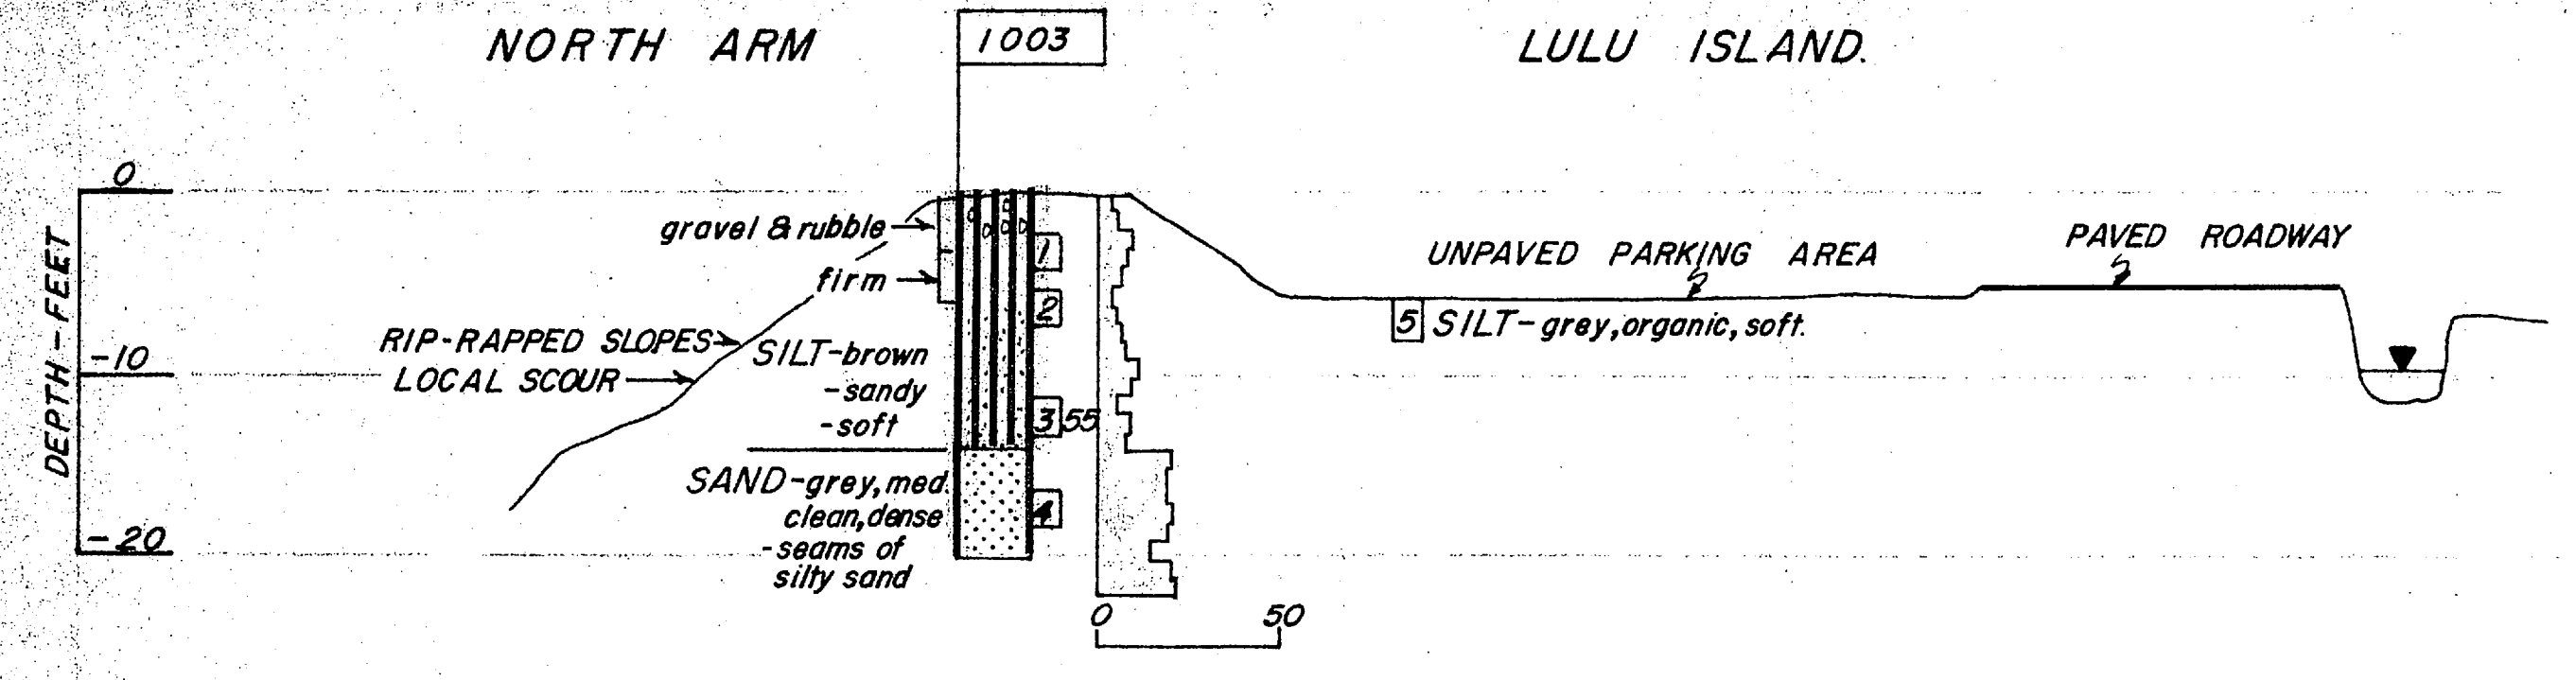 NORTH ARM
1003
LULU ISLAND.
0
gravel & rubble
1
UNPAVED PARKING AREA
PAVED ROADWAY
firm
2
DEPTH-FEET
RIP-RAPPED SLOPES
5 SILT-grey, organic, soft.
-10
SILT-brown
LOCAL SCOUR
-sandy
3 55
-soft
SAND-grey, med.
4
clean, dense
-20
-seams of
silty sand
0 50